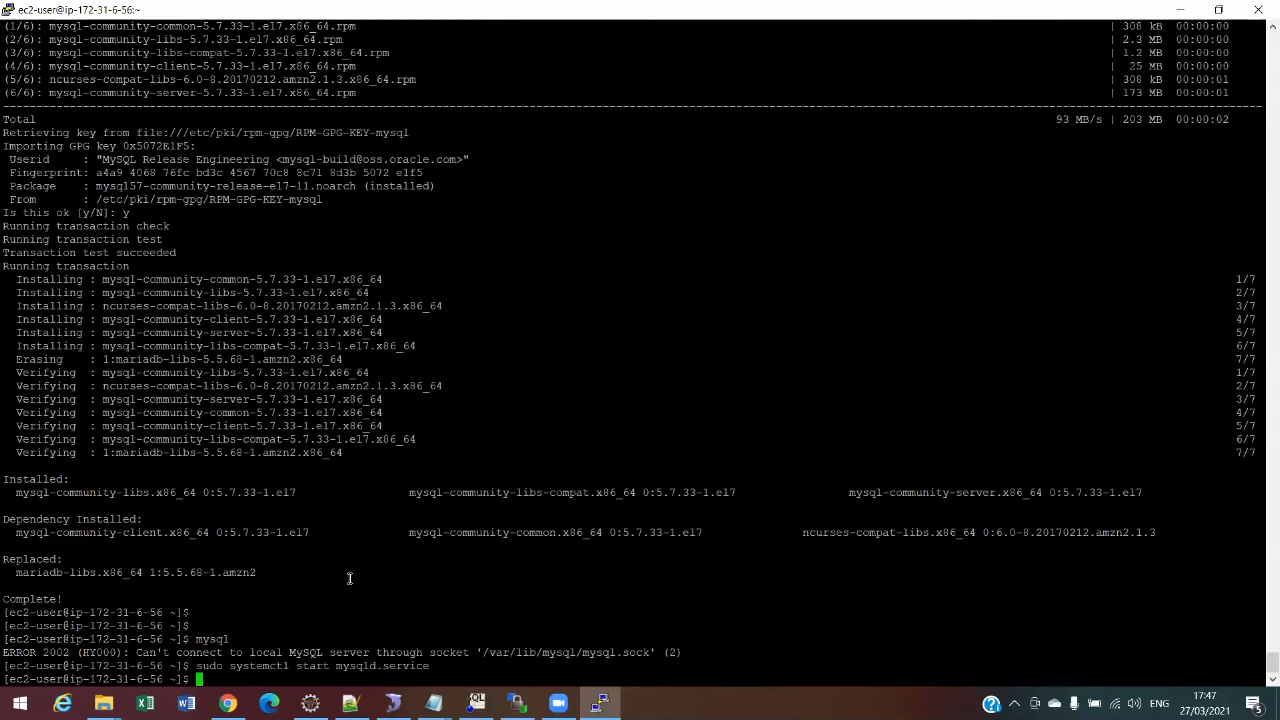 ec2-user@ip-172-31-6-56:~
(1/6): mysql-community-common-5.7.33-1.el7.x86_64.rpm | 308 kB 00:00:00
(2/6): mysql-community-libs-5.7.33-1.el7.x86_64.rpm | 2.3 MB 00:00:00
(3/6): mysql-community-libs-compat-5.7.33-1.el7.x86_64.rpm | 1.2 MB 00:00:00
(4/6): mysql-community-client-5.7.33-1.el7.x86_64.rpm | 25 MB 00:00:00
(5/6): ncurses-compat-libs-6.0-8.20170212.amzn2.1.3.x86_64.rpm | 308 kB 00:00:01
(6/6): mysql-community-server-5.7.33-1.el7.x86_64.rpm | 173 MB 00:00:01
--------------------------------------------------------------------------------
Total 93 MB/s | 203 MB 00:00:02
Retrieving key from file:///etc/pki/rpm-gpg/RPM-GPG-KEY-mysql
Importing GPG key 0x5072E1F5:
Userid : "MySQL Release Engineering <mysql-build@oss.oracle.com>"
Fingerprint: a4a9 4068 76fc bd3c 4567 70c8 8c71 8d3b 5072 e1f5
Package : mysql57-community-release-el7-11.noarch (installed)
From : /etc/pki/rpm-gpg/RPM-GPG-KEY-mysql
Is this ok [y/N]: y
Running transaction check
Running transaction test
Transaction test succeeded
Running transaction
Installing : mysql-community-common-5.7.33-1.el7.x86_64 1/7
Installing : mysql-community-libs-5.7.33-1.el7.x86_64 2/7
Installing : ncurses-compat-libs-6.0-8.20170212.amzn2.1.3.x86_64 3/7
Installing : mysql-community-client-5.7.33-1.el7.x86_64 4/7
Installing : mysql-community-server-5.7.33-1.el7.x86_64 5/7
Installing : mysql-community-libs-compat-5.7.33-1.el7.x86_64 6/7
Erasing : 1:mariadb-libs-5.5.68-1.amzn2.x86_64 7/7
Verifying : mysql-community-libs-5.7.33-1.el7.x86_64 1/7
Verifying : ncurses-compat-libs-6.0-8.20170212.amzn2.1.3.x86_64 2/7
Verifying : mysql-community-server-5.7.33-1.el7.x86_64 3/7
Verifying : mysql-community-common-5.7.33-1.el7.x86_64 4/7
Verifying : mysql-community-client-5.7.33-1.el7.x86_64 5/7
Verifying : mysql-community-libs-compat-5.7.33-1.el7.x86_64 6/7
Verifying : 1:mariadb-libs-5.5.68-1.amzn2.x86_64 7/7
Installed:
mysql-community-libs.x86_64 0:5.7.33-1.el7 mysql-community-libs-compat.x86_64 0:5.7.33-1.el7 mysql-community-server.x86_64 0:5.7.33-1.el7
Dependency Installed:
mysql-community-client.x86_64 0:5.7.33-1.el7 mysql-community-common.x86_64 0:5.7.33-1.el7 ncurses-compat-libs.x86_64 0:6.0-8.20170212.amzn2.1.3
Replaced:
mariadb-libs.x86_64 1:5.5.68-1.amzn2
Complete!
[ec2-user@ip-172-31-6-56 ~]$
[ec2-user@ip-172-31-6-56 ~]$
[ec2-user@ip-172-31-6-56 ~]$ mysql
ERROR 2002 (HY000): Can't connect to local MySQL server through socket '/var/lib/mysql/mysql.sock' (2)
[ec2-user@ip-172-31-6-56 ~]$ sudo systemctl start mysqld.service
[ec2-user@ip-172-31-6-56 ~]$
ENG
17:47
27/03/2021